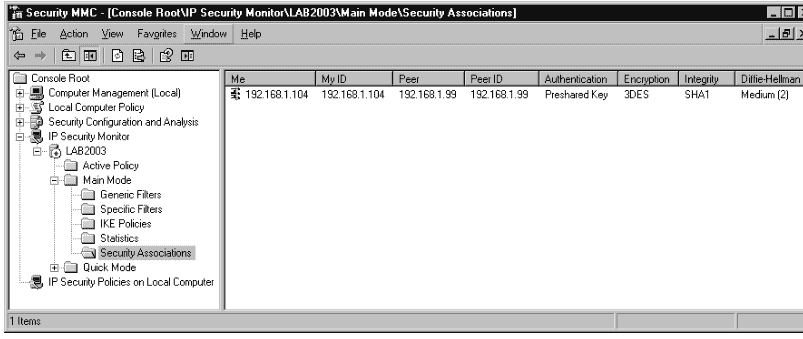 Security MMC - [Console Root\IP Security Monitor\LAB2003\Main Mode\Security Associations]
File Action View Favorites Window Help
Console Root
Computer Management (Local)
Local Computer Policy
Security Configuration and Analysis
IP Security Monitor
LAB2003
Active Policy
Main Mode
Generic Filters
Specific Filters
IKE Policies
Statistics
Security Associations
Quick Mode
IP Security Policies on Local Computer
Me My ID Peer Peer ID Authentication Encryption Integrity Diffie-Hellman
192.168.1.104 192.168.1.104 192.168.1.99 192.168.1.99 Preshared Key 3DES SHA1 Medium (2)
1 Items